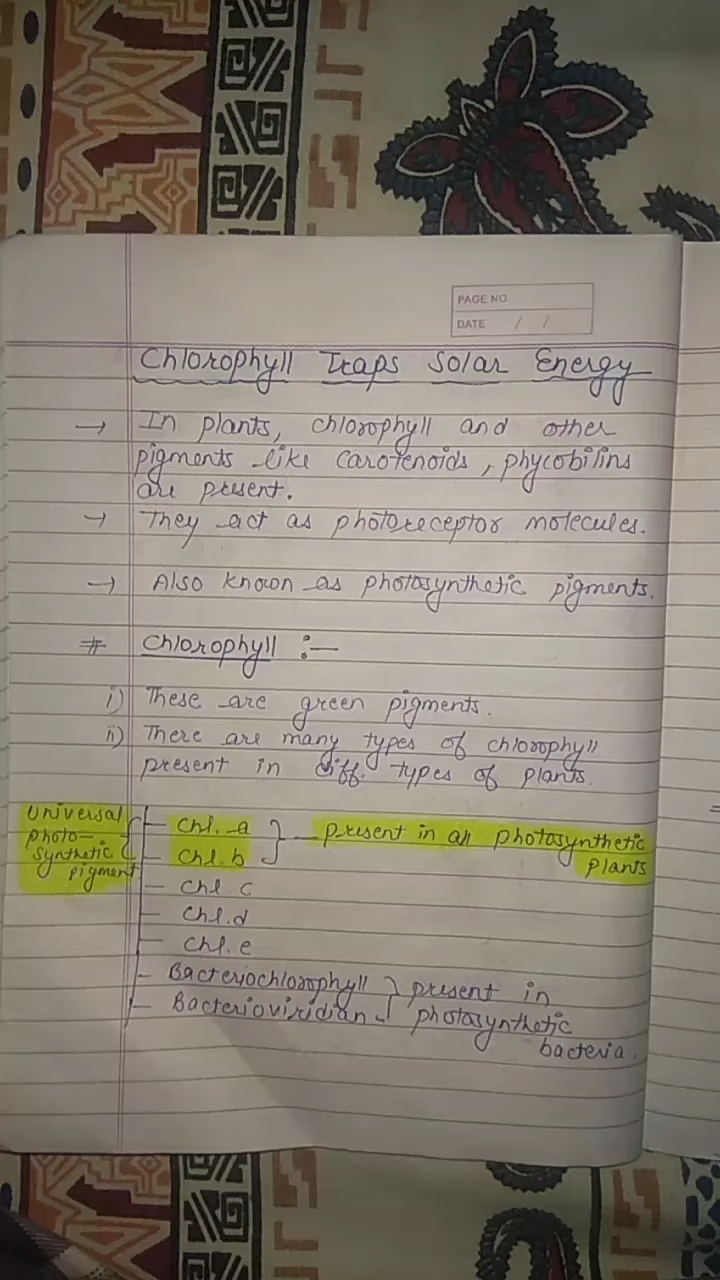 PAGE NO
DATE / /
Chlorophyll Traps Solar Energy
→ In plants, chlorophyll and other
pigments like carotenoids, phycobilins
are present.
→ They act as photoreceptor molecules.
→ Also known as photosynthetic pigments.
# Chlorophyll :—
i) These are green pigments.
ii) There are many types of chlorophyll
present in diff. types of plants.
Universal photo-synthetic pigment { – Chl. a
– Chl. b } – present in all photosynthetic plants
– Chl. c
– Chl. d
– Chl. e
– Bacteriochlorophyll } present in
– Bacterioviridian photosynthetic
bacteria.